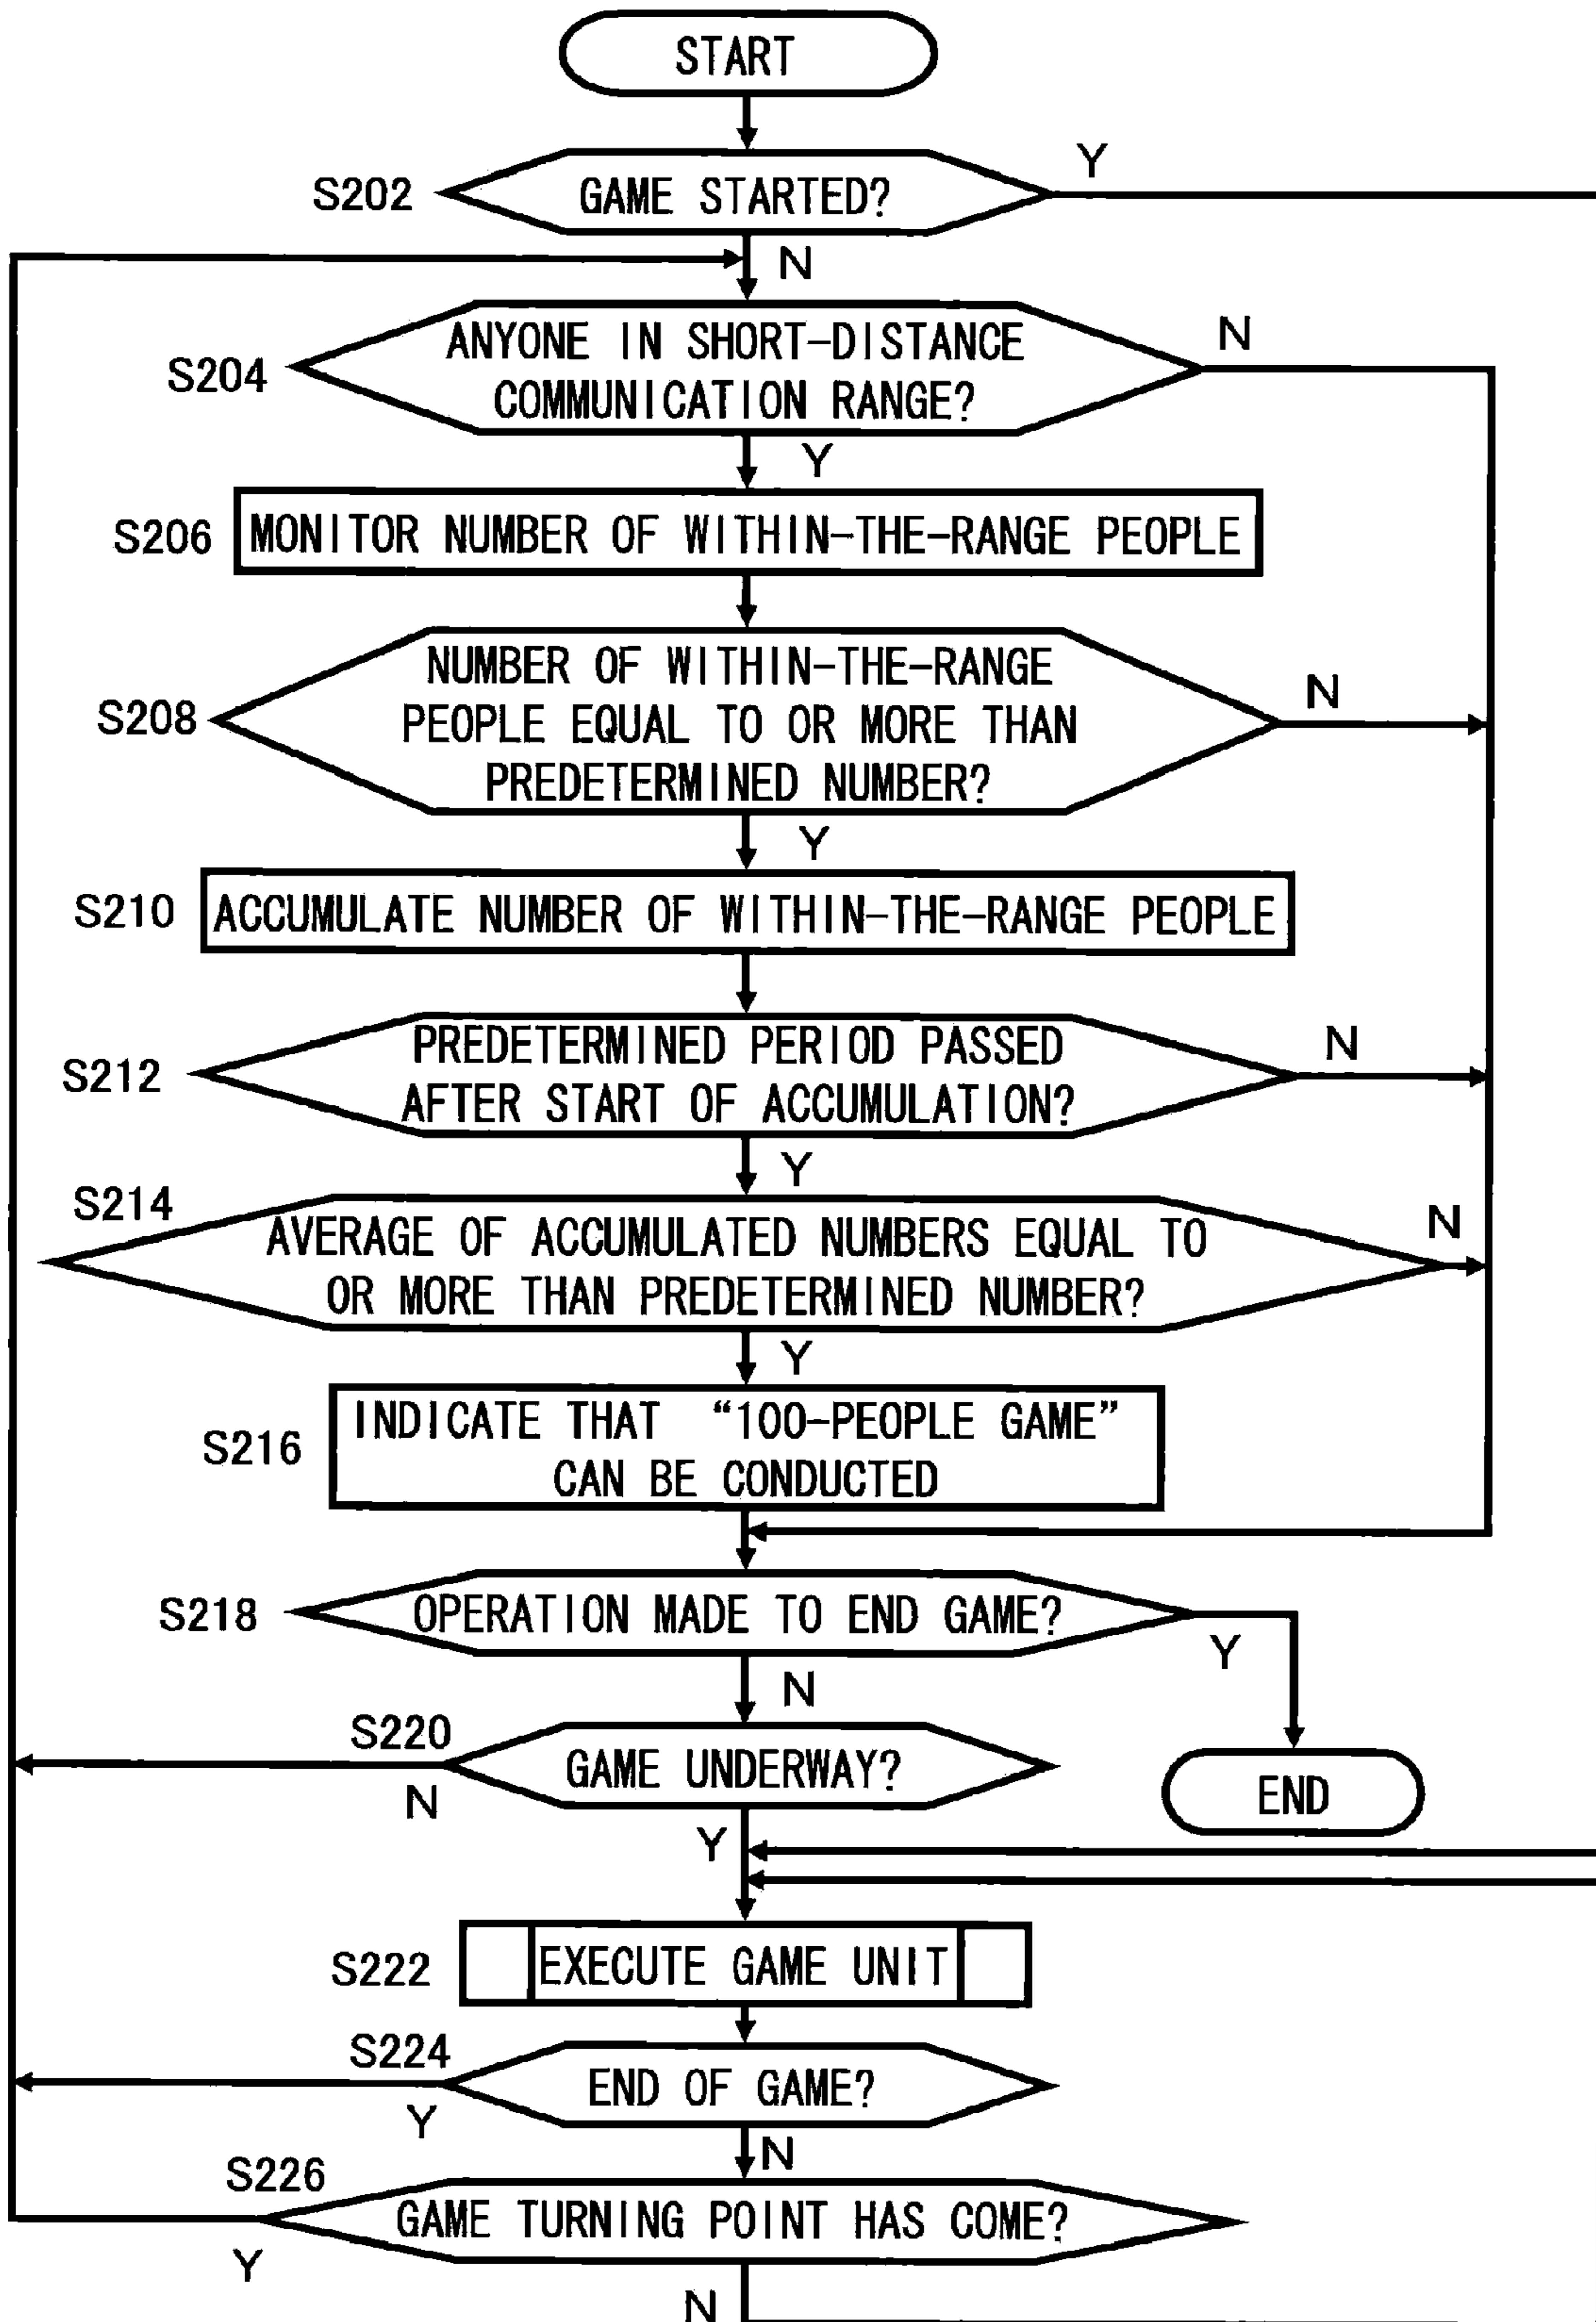 START
S202
GAME STARTED?
Y
N
S204
ANYONE IN SHORT-DISTANCE
COMMUNICATION RANGE?
N
Y
S206
MONITOR NUMBER OF WITHIN-THE-RANGE PEOPLE
S208
NUMBER OF WITHIN-THE-RANGE
PEOPLE EQUAL TO OR MORE THAN
PREDETERMINED NUMBER?
N
Y
S210
ACCUMULATE NUMBER OF WITHIN-THE-RANGE PEOPLE
S212
PREDETERMINED PERIOD PASSED
AFTER START OF ACCUMULATION?
N
Y
S214
AVERAGE OF ACCUMULATED NUMBERS EQUAL TO
OR MORE THAN PREDETERMINED NUMBER?
N
Y
S216
INDICATE THAT “100-PEOPLE GAME”
CAN BE CONDUCTED
S218
OPERATION MADE TO END GAME?
Y
N
S220
GAME UNDERWAY?
N
END
Y
S222
EXECUTE GAME UNIT
S224
END OF GAME?
Y
N
S226
GAME TURNING POINT HAS COME?
Y
N